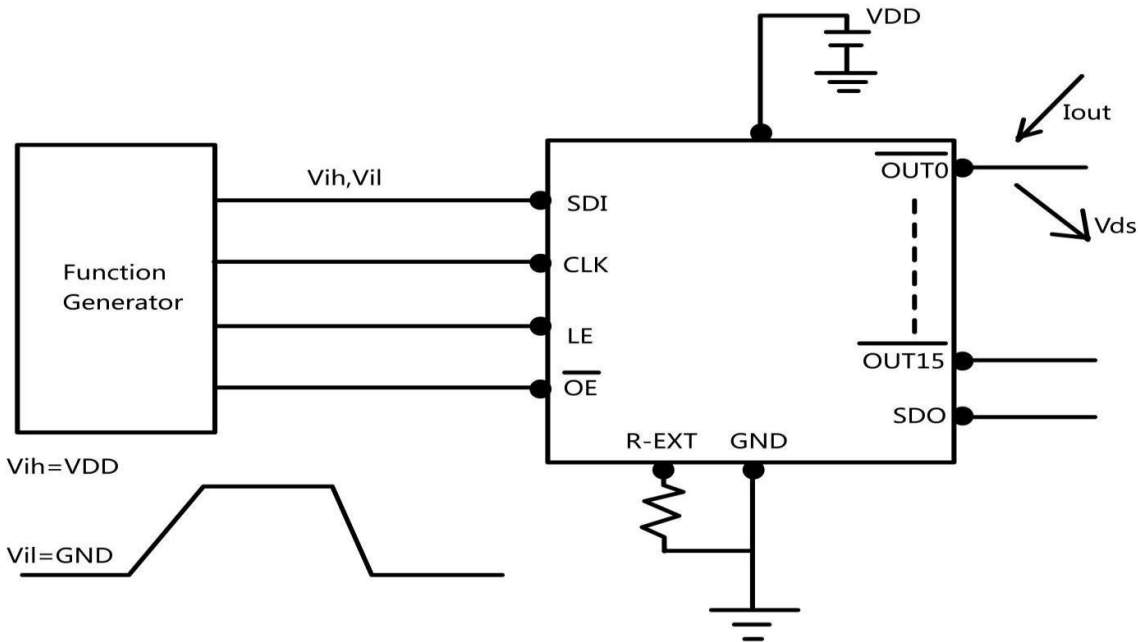 VDD
Iout
OUT0
Vih,Vil
SDI
Vds
Function
Generator
CLK
LE
OUT15
OE
SDO
R-EXT GND
Vih=VDD
Vil=GND